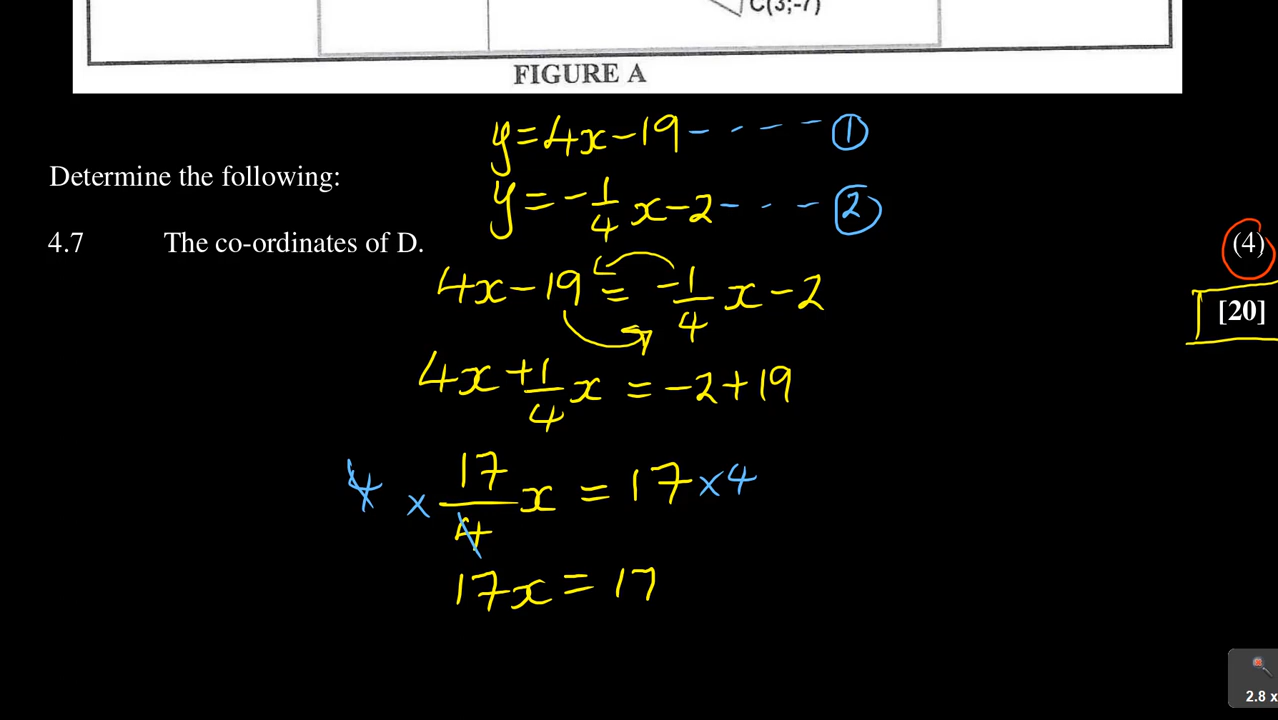 C(3;-7)
FIGURE A
y=4x-19 - - - - ①
Determine the following:
y=-1/4x-2 - - - ②
4.7 The co-ordinates of D. (4)
4x-19=-1/4x-2
[20]
4x+1/4x=-2+19
4×17/4x=17×4
17x=17
2.8 x